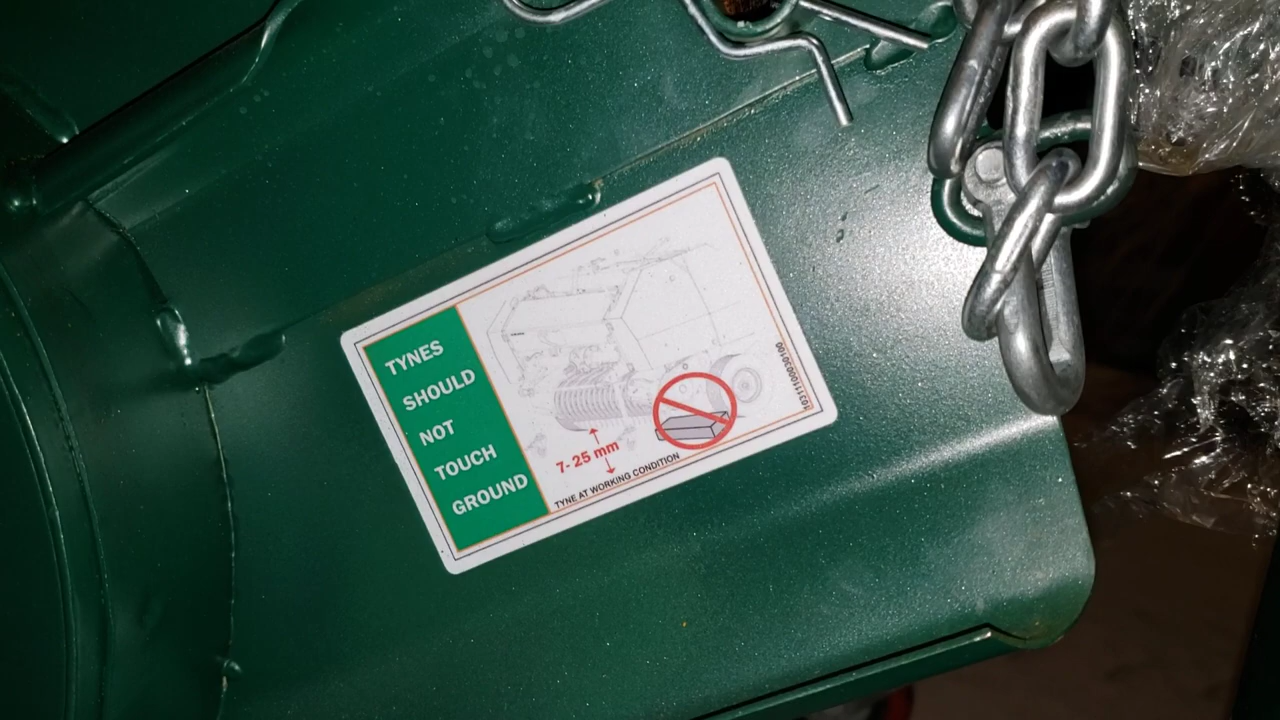 TYNES
SHOULD
NOT
TOUCH
GROUND
7-25 mm
TYNE AT WORKING CONDITION